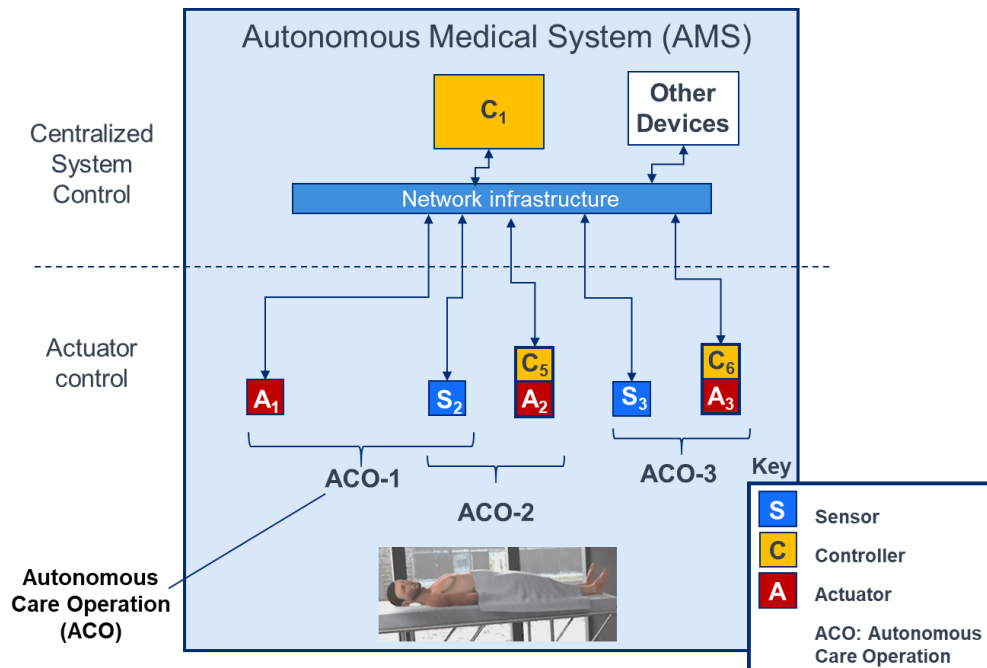 Autonomous Medical System (AMS)
Centralized
System
Control
C1
Other
Devices
Network infrastructure
Actuator
control
A1
S2
C5
A2
S3
C6
A3
ACO-1
ACO-2
ACO-3
Autonomous
Care Operation
(ACO)
Key
S Sensor
C Controller
A Actuator
ACO: Autonomous
Care Operation